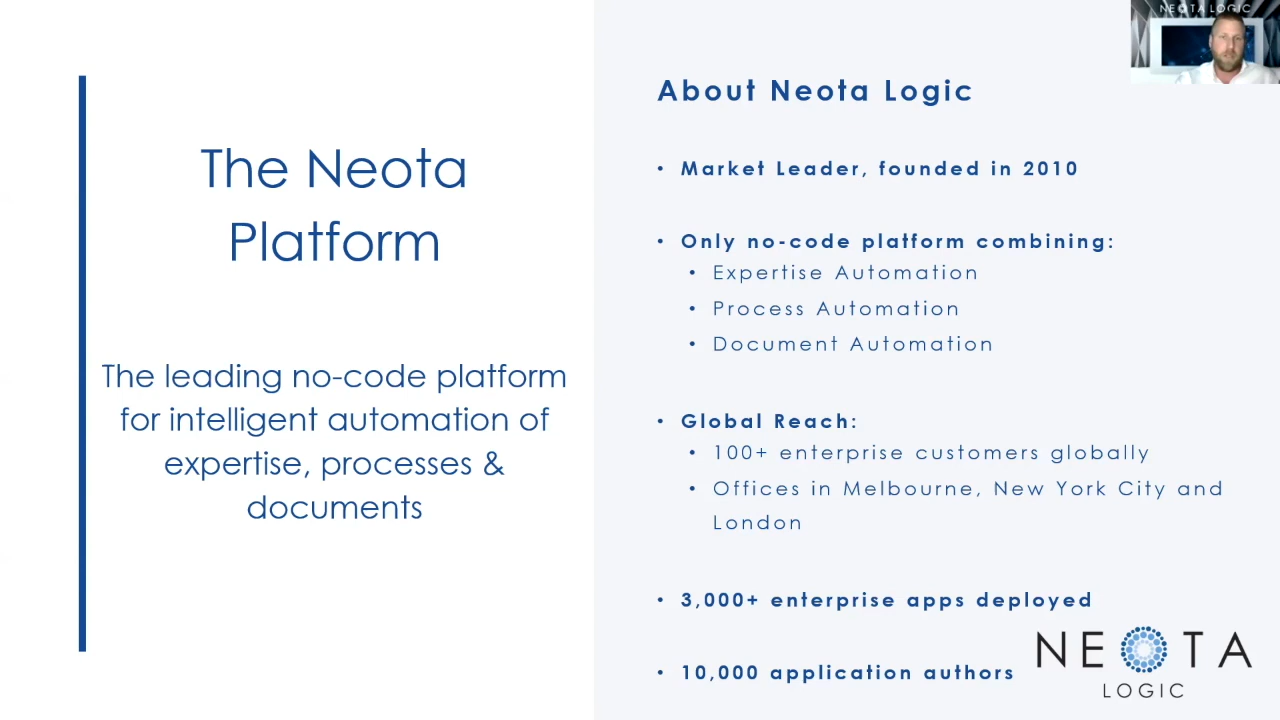 The Neota
Platform
The leading no-code platform
for intelligent automation of
expertise, processes &
documents
NEOTA LOGIC
About Neota Logic
• Market Leader, founded in 2010
• Only no-code platform combining:
• Expertise Automation
• Process Automation
• Document Automation
• Global Reach:
• 100+ enterprise customers globally
• Offices in Melbourne, New York City and
London
• 3,000+ enterprise apps deployed
• 10,000 application authors
NEOTA
LOGIC